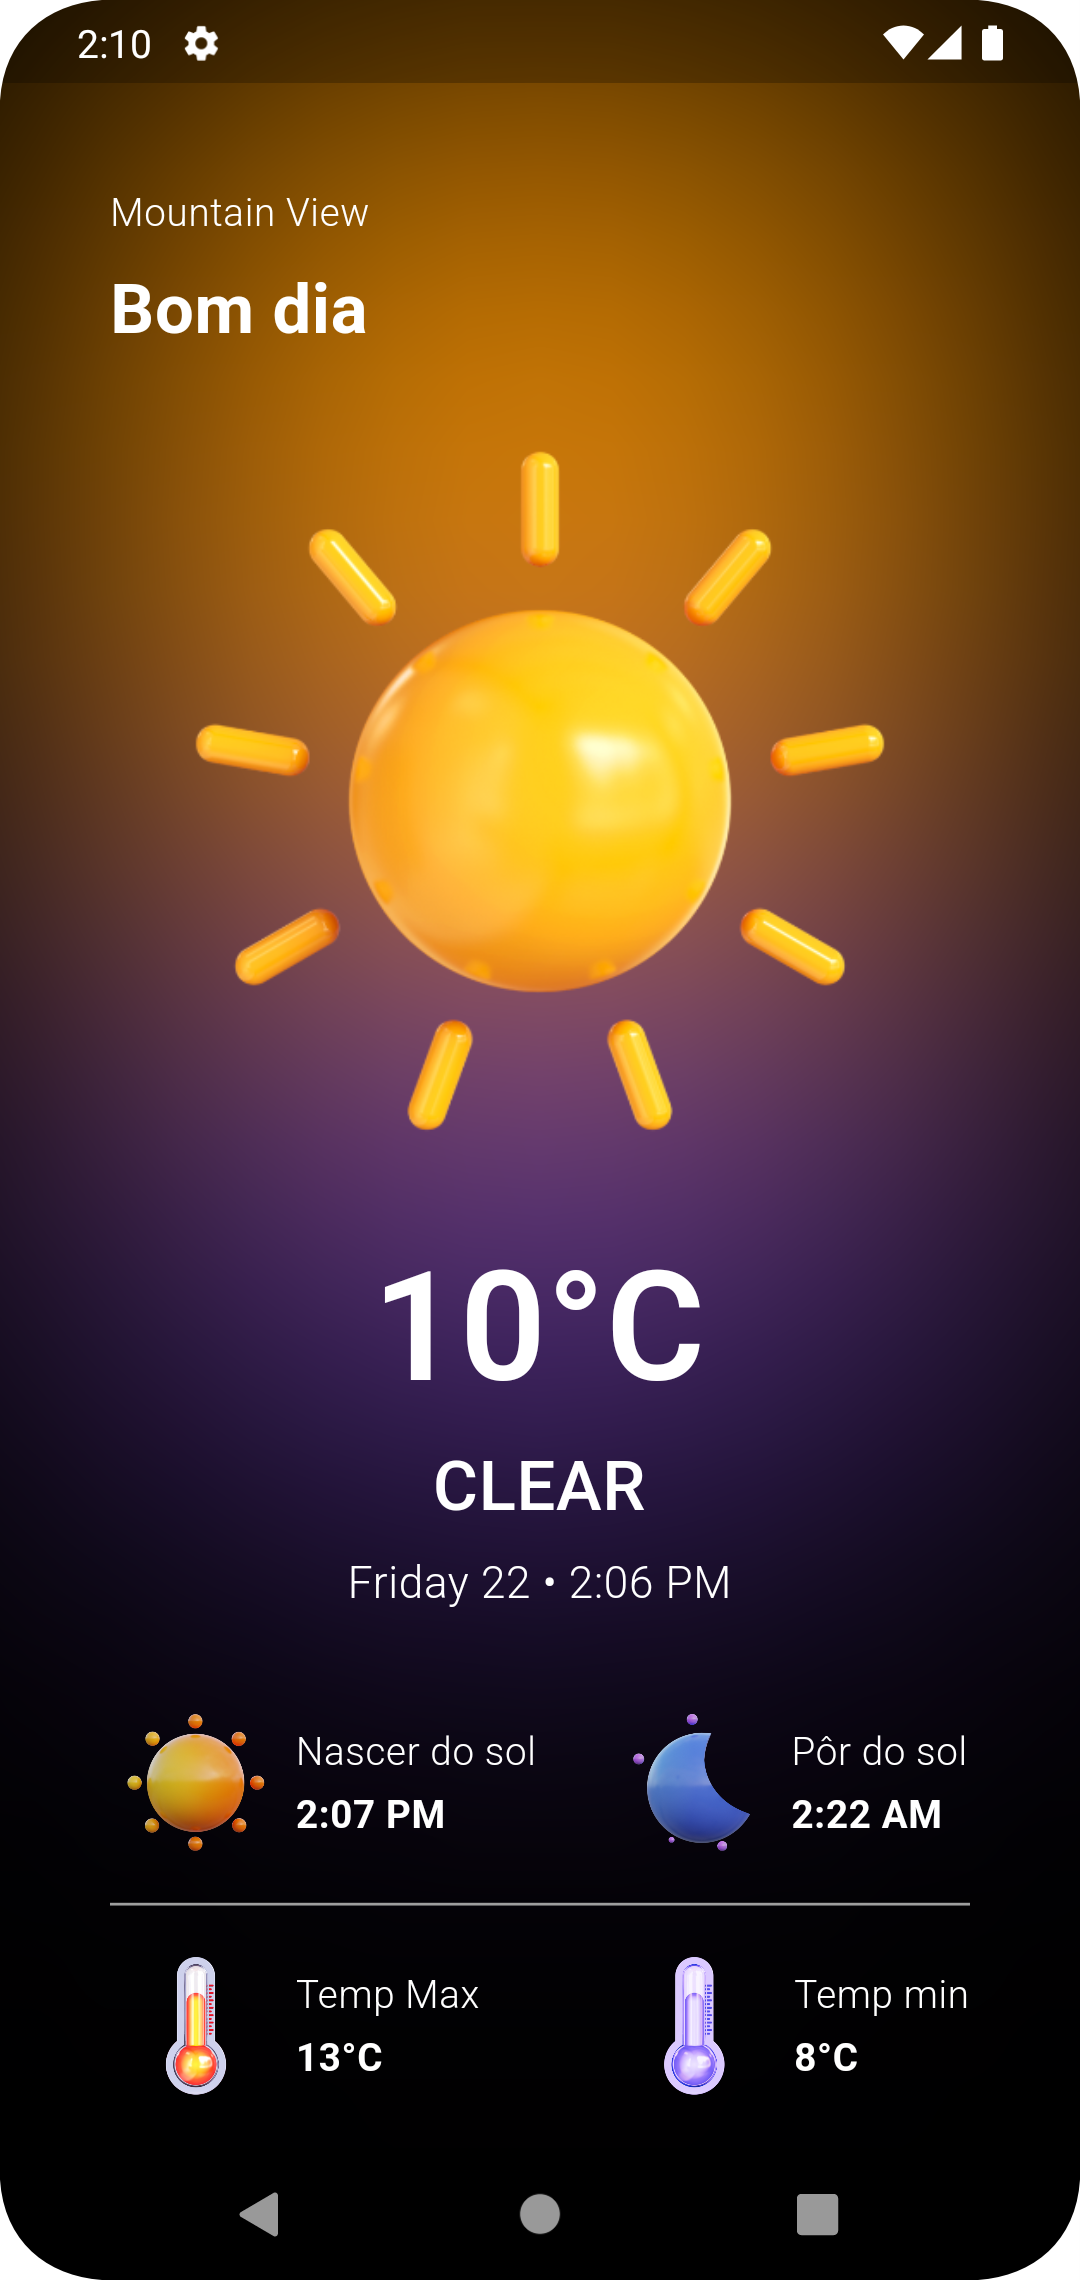 2:10
Mountain View
Bom dia
10°C
CLEAR
Friday 22 • 2:06 PM
Nascer do sol
2:07 PM
Pôr do sol
2:22 AM
Temp Max
13°C
Temp min
8°C